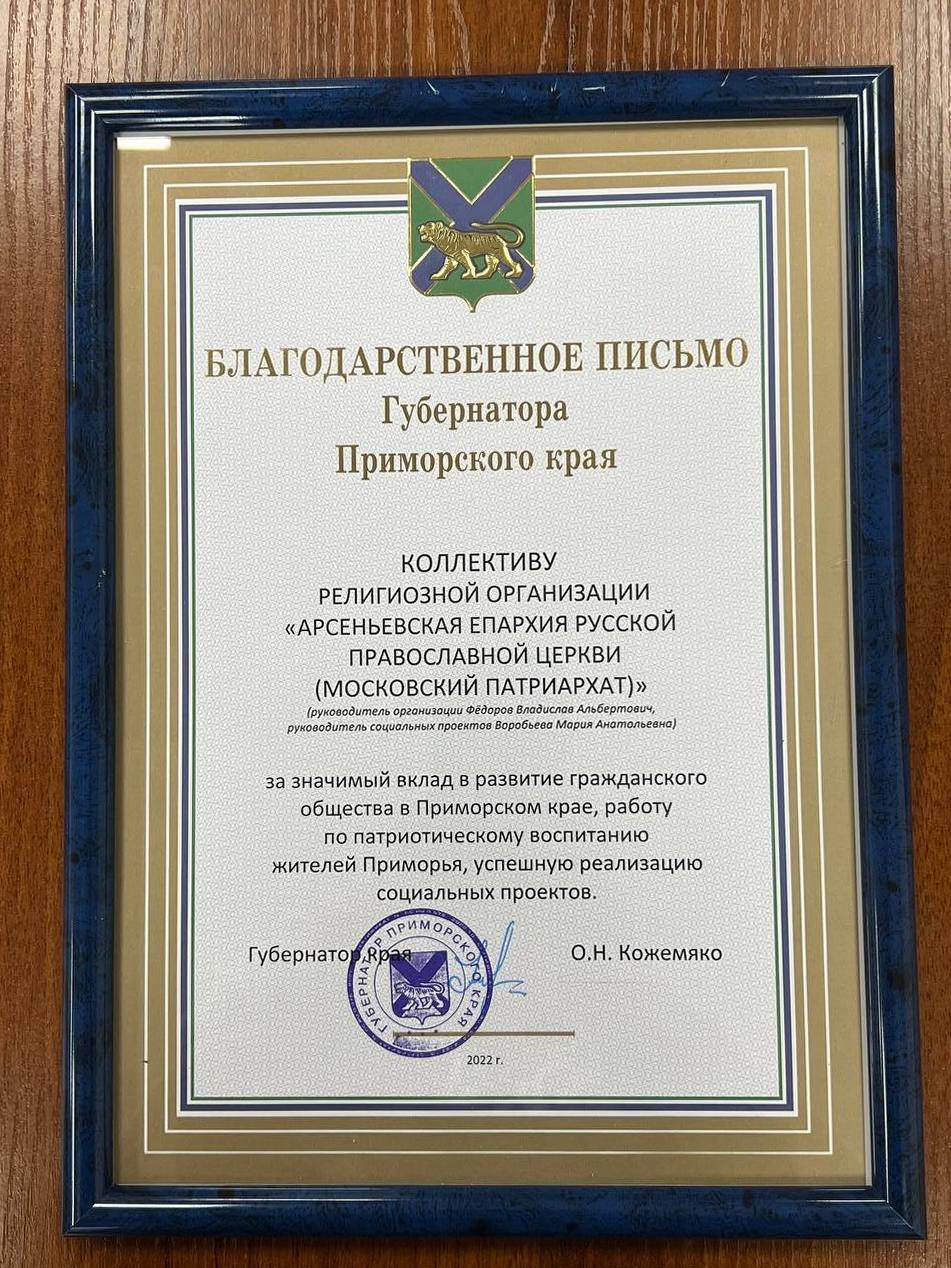 БЛАГОДАРСТВЕННОЕ ПИСЬМО
Губернатора
Приморского края
КОЛЛЕКТИВУ
РЕЛИГИОЗНОЙ ОРГАНИЗАЦИИ
«АРСЕНЬЕВСКАЯ ЕПАРХИЯ РУССКОЙ
ПРАВОСЛАВНОЙ ЦЕРКВИ
(МОСКОВСКИЙ ПАТРИАРХАТ)»
(руководитель организации Фёдоров Владислав Альбертович,
руководитель социальных проектов Воробьева Мария Анатольевна)
за значимый вклад в развитие гражданского
общества в Приморском крае, работу
по патриотическому воспитанию
жителей Приморья, успешную реализацию
социальных проектов.
Губернатор края О.Н. Кожемяко
ГУБЕРНАТОР ПРИМОРСКОГО КРАЯ
2022 г.